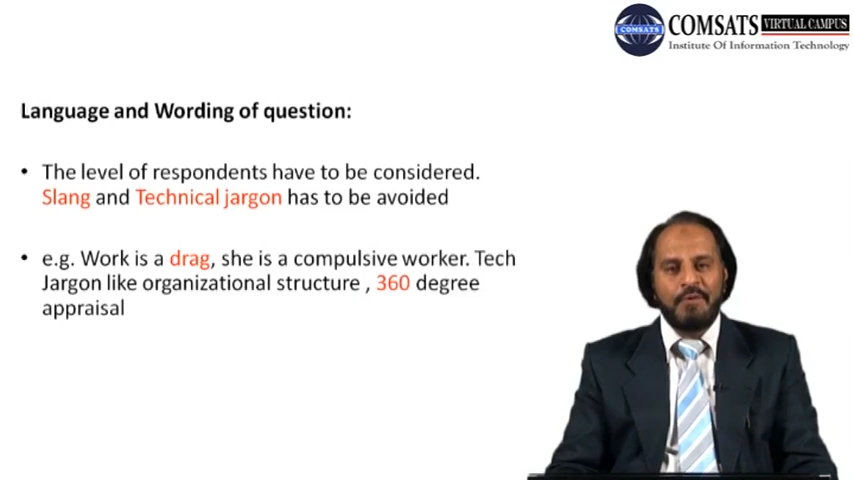 COMSATS
COMSATS VIRTUAL CAMPUS
Institute Of Information Technology
Language and Wording of question:
• The level of respondents have to be considered.
Slang and Technical jargon has to be avoided
• e.g. Work is a drag, she is a compulsive worker. Tech
Jargon like organizational structure , 360 degree
appraisal